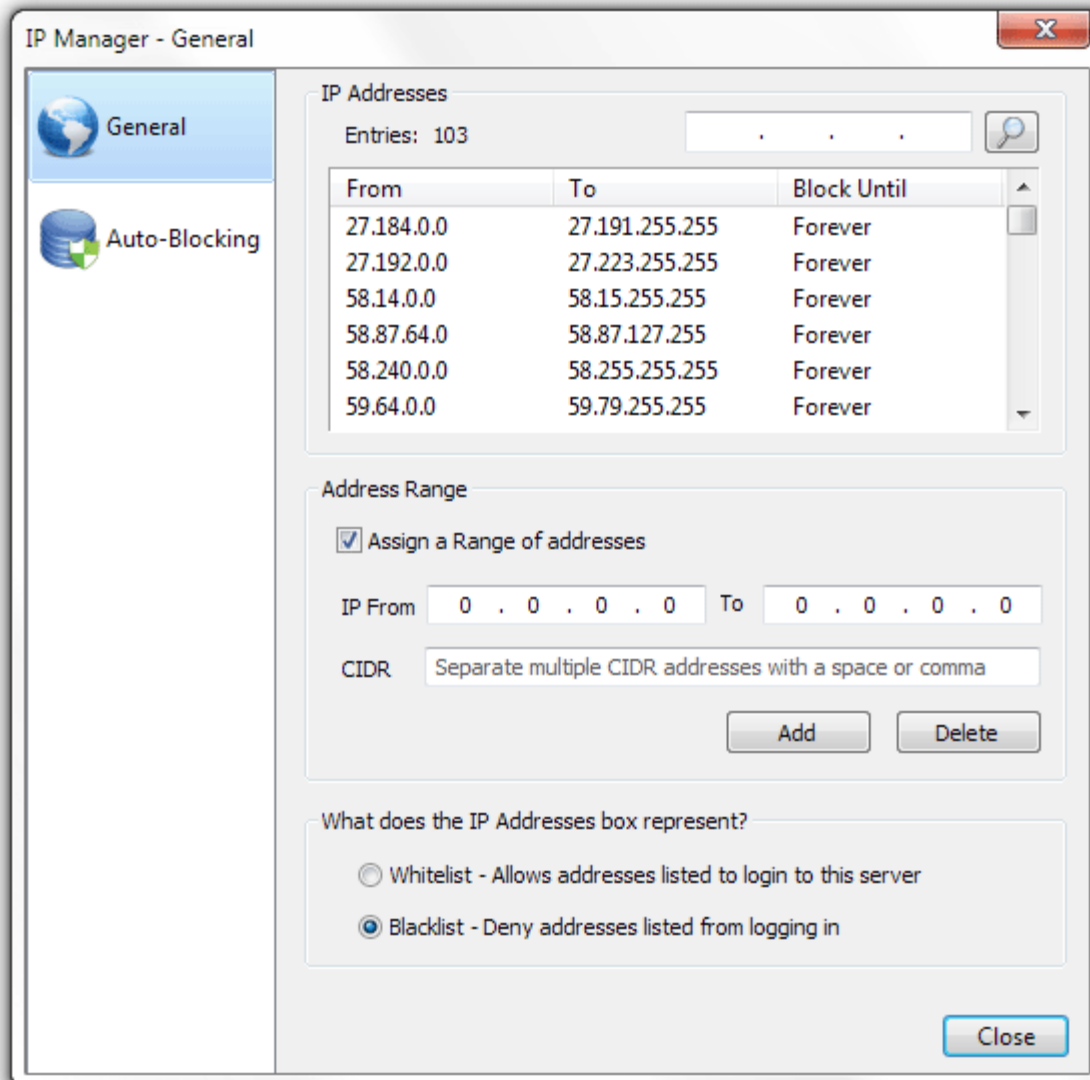 IP Manager - General
General
Auto-Blocking
IP Addresses
Entries: 103 . . .
From To Block Until
27.184.0.0 27.191.255.255 Forever
27.192.0.0 27.223.255.255 Forever
58.14.0.0 58.15.255.255 Forever
58.87.64.0 58.87.127.255 Forever
58.240.0.0 58.255.255.255 Forever
59.64.0.0 59.79.255.255 Forever
Address Range
Assign a Range of addresses
IP From 0 . 0 . 0 . 0 To 0 . 0 . 0 . 0
CIDR Separate multiple CIDR addresses with a space or comma
Add Delete
What does the IP Addresses box represent?
Whitelist - Allows addresses listed to login to this server
Blacklist - Deny addresses listed from logging in
Close